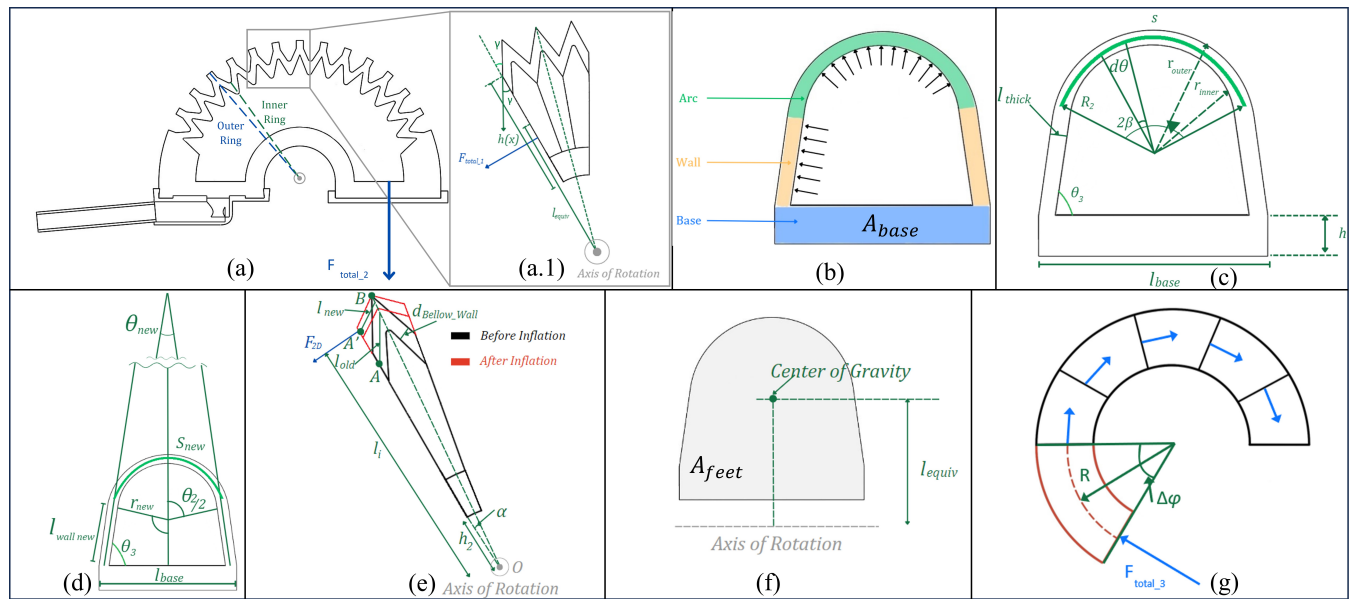 Inner
Ring
Outer
Ring
F total_2
(a)
γ
γ
h(x)
F total_1
l equiv
Axis of Rotation
(a.1)
Arc
Wall
Base
A base
(b)
s
dθ
r outer
r inner
l thick
R 2
2β
θ 3
h
l base
(c)
θ new
S new
r new
θ 2/2
l wall new
θ 3
l base
(d)
B
l new
d Bellow_Wall
A'
F 2D
l old
A
Before Inflation
After Inflation
l i
α
h 2
O
Axis of Rotation
(e)
Center of Gravity
A feet
l equiv
Axis of Rotation
(f)
R
Δφ
F total_3
(g)